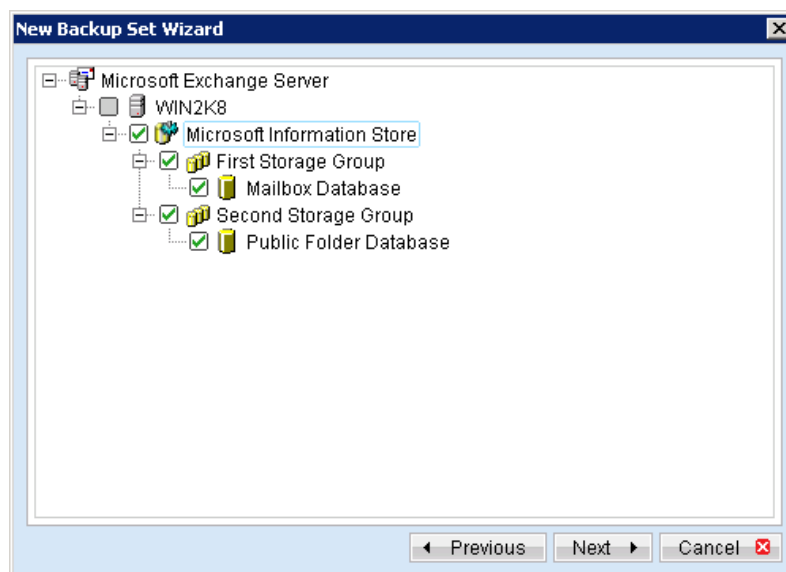 New Backup Set Wizard
Microsoft Exchange Server
WIN2K8
Microsoft Information Store
First Storage Group
Mailbox Database
Second Storage Group
Public Folder Database
Previous Next Cancel